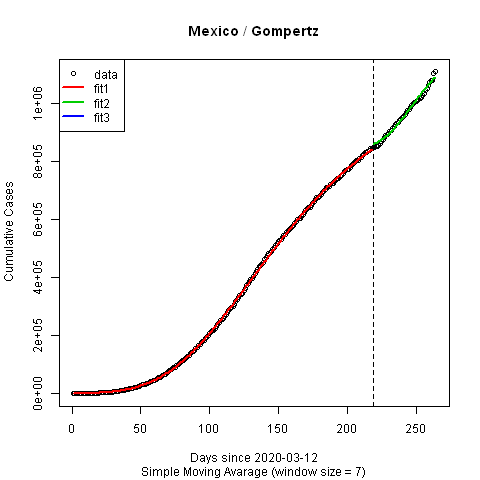 Mexico / Gompertz
data
fit1
fit2
fit3
Cumulative Cases
0e+00
2e+05
4e+05
6e+05
8e+05
1e+06
0 50 100 150 200 250
Days since 2020-03-12
Simple Moving Avarage (window size = 7)